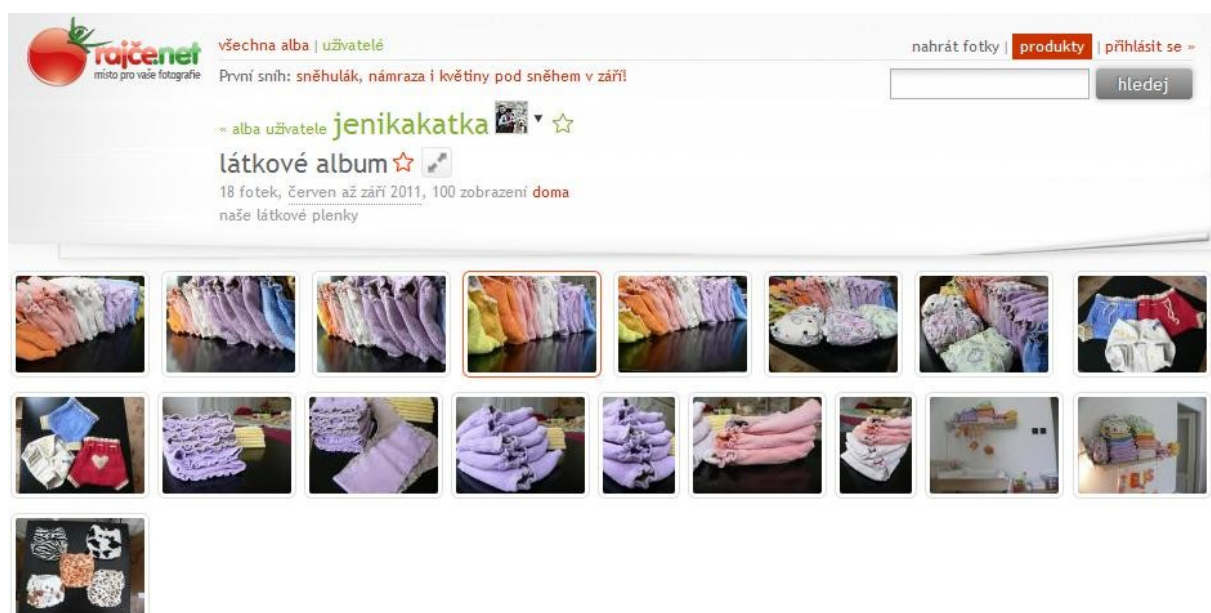 rajče.net
místo pro vaše fotografie
všechna alba | uživatelé
nahrát fotky | produkty | přihlásit se »
První sníh: sněhulák, námraza i květiny pod sněhem v září!
hledej
« alba uživatele jenikakatka
látkové album
18 fotek, červen až září 2011, 100 zobrazení doma
naše látkové plenky